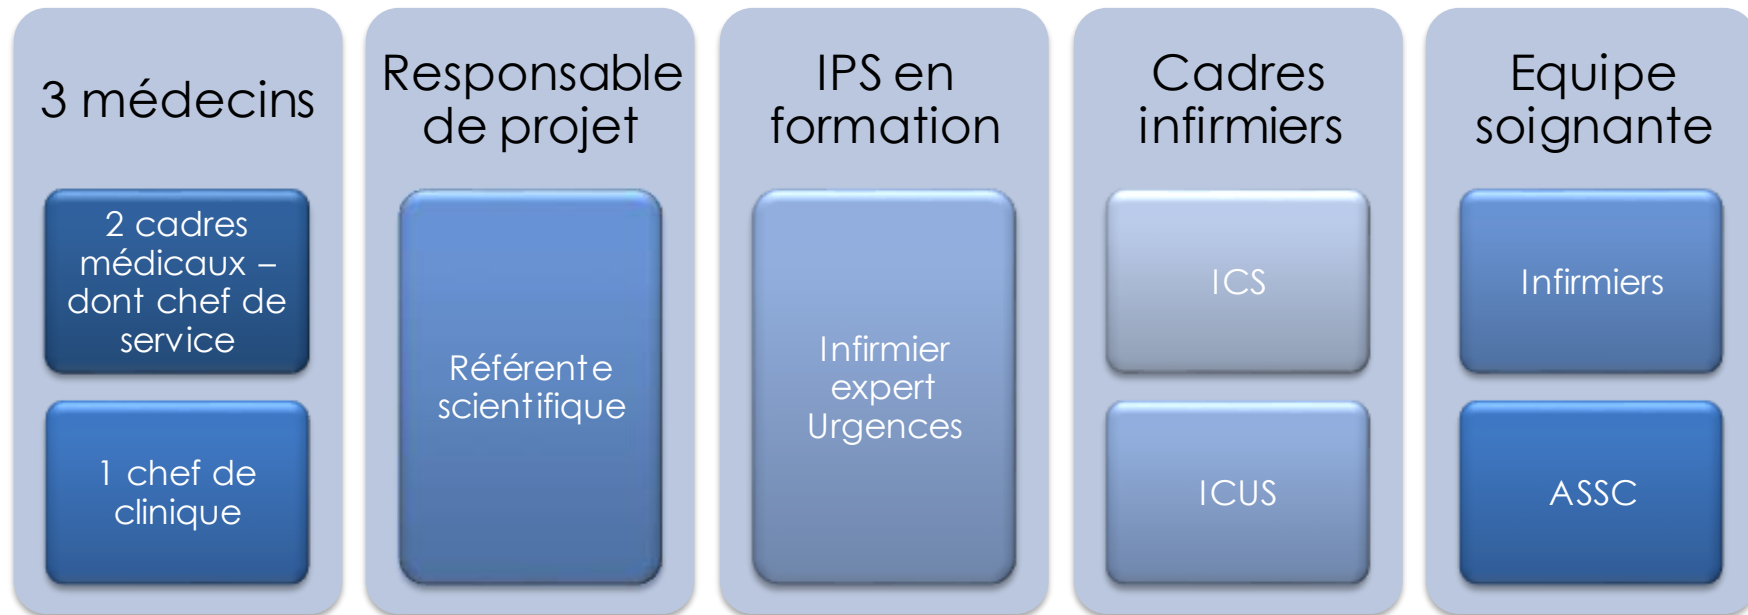 3 médecins
2 cadres
médicaux –
dont chef de
service
1 chef de
clinique
Responsable
de projet
Référente
scientifique
IPS en
formation
Infirmier
expert
Urgences
Cadres
infirmiers
ICS
ICUS
Equipe
soignante
Infirmiers
ASSC